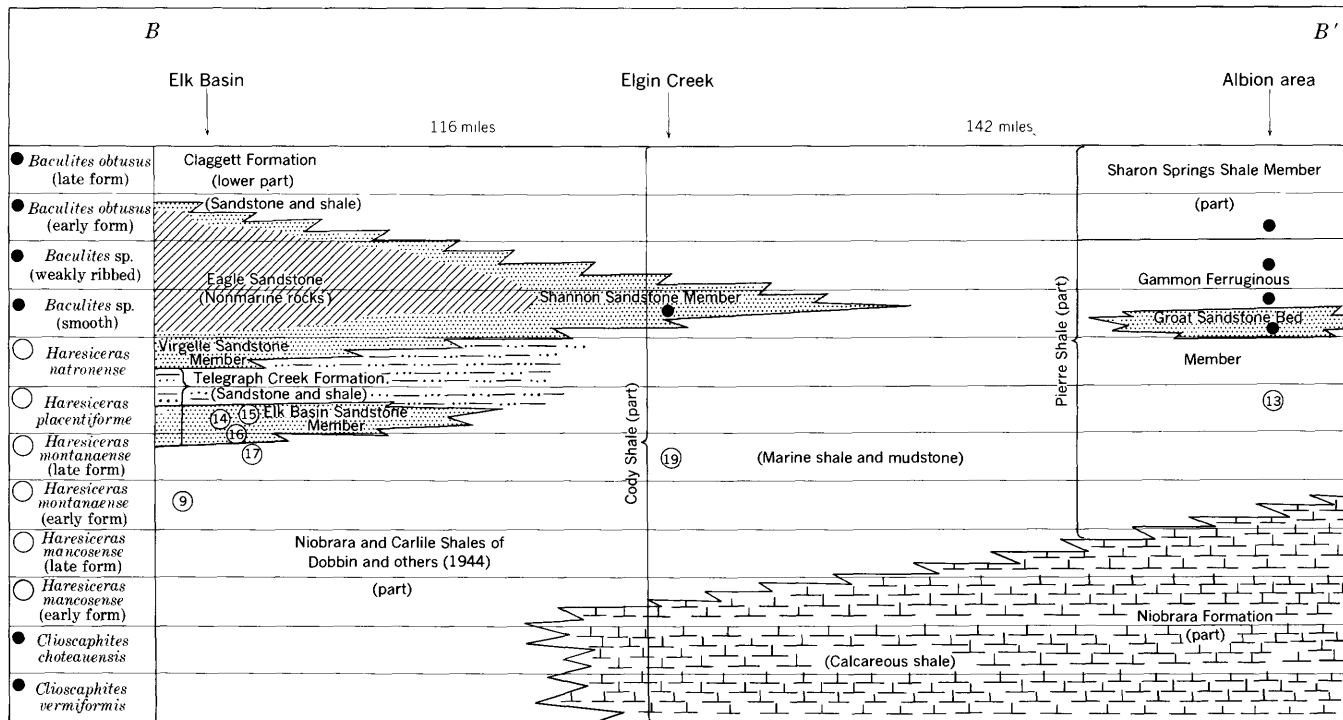 B
B'
Elk Basin
Elgin Creek
Albion area
116 miles
142 miles
Baculites obtusus
(late form)
Claggett Formation
(lower part)
Sharon Springs Shale Member
(part)
Baculites obtusus
(early form)
(Sandstone and shale)
Baculites sp.
(weakly ribbed)
Eagle Sandstone
(Nonmarine rocks)
Shannon Sandstone Member
Gammon Ferruginous
Baculites sp.
(smooth)
Groat Sandstone Bed
Haresiceras
natronense
Virgelle Sandstone
Member
Member
Telegraph Creek Formation
(Sandstone and shale)
Haresiceras
placentiforme
14
15
Elk Basin Sandstone
Member
16
13
Haresiceras
montanaense
(late form)
17
19
(Marine shale and mudstone)
Cody Shale (part)
Pierre Shale (part)
Haresiceras
montanaense
(early form)
9
Haresiceras
mancosense
(late form)
Niobrara and Carlile Shales of
Dobbin and others (1944)
(part)
Haresiceras
mancosense
(early form)
Niobrara Formation
(part)
Clioscaphites
choteauensis
(Calcareous shale)
Clioscaphites
vermiformis